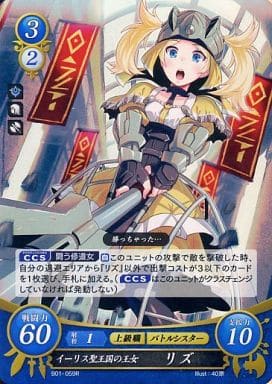 3
2
勝っちゃった…
CCS 闘う修道女 自 このユニットの攻撃で敵を撃破した時、
自分の退避エリアから『リズ』以外で出撃コストが3以下のカード
を1枚選び、手札に加える。(CCS はこのユニットがクラスチェンジ
していなければ発動しない)
戦闘力
60
射程
1
上級職
バトルシスター
支援力
10
イーリス聖王国の王女
リズ
B01-059R
Illust:40原